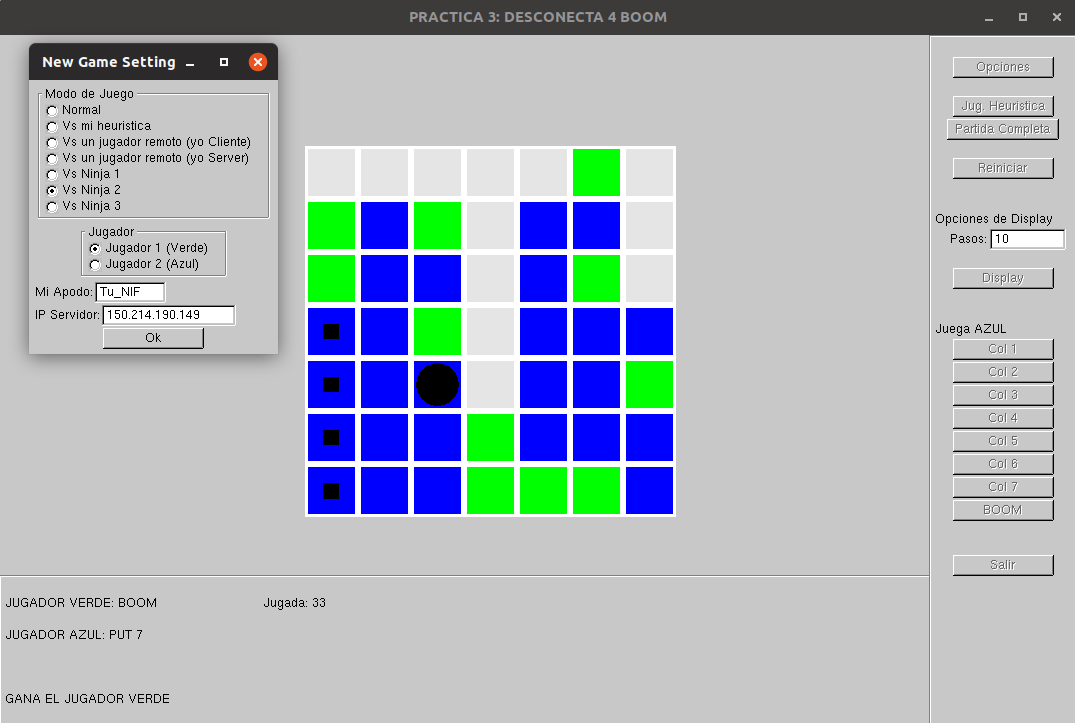 PRACTICA 3: DESCONECTA 4 BOOM
New Game Setting
Modo de Juego
Normal
Vs mi heuristica
Vs un jugador remoto (yo Cliente)
Vs un jugador remoto (yo Server)
Vs Ninja 1
Vs Ninja 2
Vs Ninja 3
Jugador
Jugador 1 (Verde)
Jugador 2 (Azul)
Mi Apodo: Tu_NIF
IP Servidor: 150.214.190.149
Ok
Opciones
Jug. Heuristica
Partida Completa
Reiniciar
Opciones de Display
Pasos: 10
Display
Juega AZUL
Col 1
Col 2
Col 3
Col 4
Col 5
Col 6
Col 7
BOOM
Salir
JUGADOR VERDE: BOOM Jugada: 33
JUGADOR AZUL: PUT 7
GANA EL JUGADOR VERDE